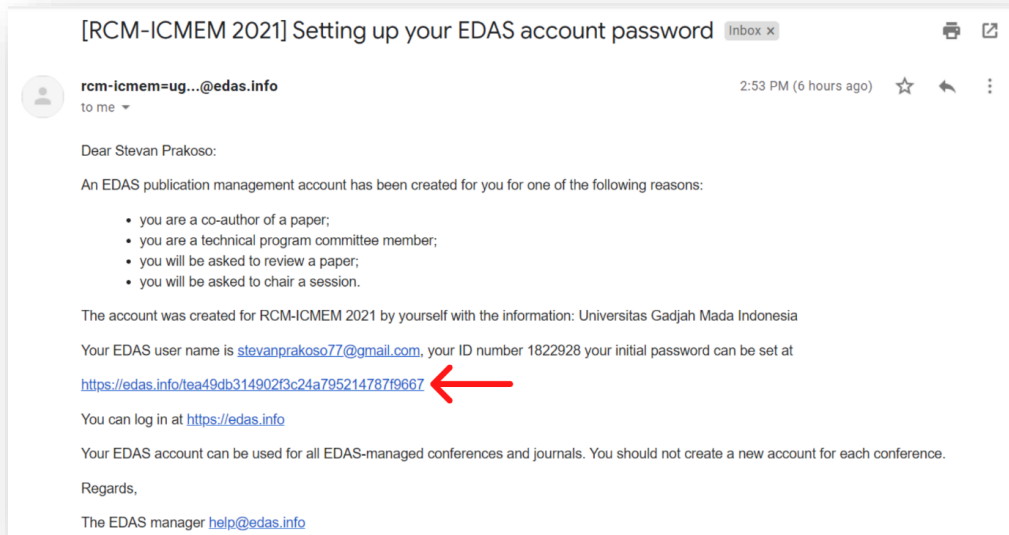 [RCM-ICMEM 2021] Setting up your EDAS account password Inbox x
rcm-icmem=ug...@edas.info 2:53 PM (6 hours ago)
to me
Dear Stevan Prakoso:
An EDAS publication management account has been created for you for one of the following reasons:
• you are a co-author of a paper;
• you are a technical program committee member;
• you will be asked to review a paper;
• you will be asked to chair a session.
The account was created for RCM-ICMEM 2021 by yourself with the information: Universitas Gadjah Mada Indonesia
Your EDAS user name is stevanprakoso77@gmail.com, your ID number 1822928 your initial password can be set at
https://edas.info/tea49db314902f3c24a795214787f9667
You can log in at https://edas.info
Your EDAS account can be used for all EDAS-managed conferences and journals. You should not create a new account for each conference.
Regards,
The EDAS manager help@edas.info